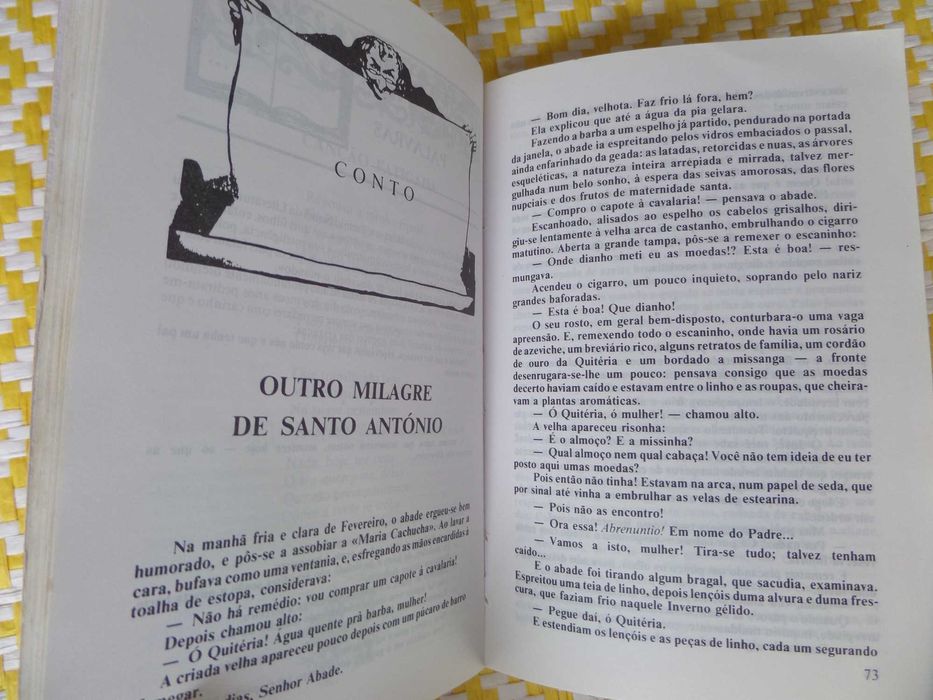 CONTO
OUTRO MILAGRE
DE SANTO ANTÓNIO
Na manhã fria e clara de Fevereiro, o abade ergueu-se bem
humorado, e pôs-se a assobiar a «Maria Cachucha». Ao lavar a
cara, bufava como uma ventania, e, esfregando as mãos encardidas à
toalha de estopa, considerava:
— Não há remédio: vou comprar um capote à cavalaria!
Depois chamou alto:
— Ó Quitéria! Água quente prà barba, mulher!
A criada velha apareceu pouco depois com um púcaro de barro
dias, Senhor Abade.
73
— Bom dia, velhota. Faz frio lá fora, hem?
Ela explicou que até a água da pia gelara.
Fazendo a barba a um espelho já partido, pendurado na portada
da janela, o abade ia espreitando pelos vidros embaciados o passal,
ainda enfarinhado da geada: as latadas, retorcidas e nuas, as árvores
esqueléticas, a natureza inteira arrepiada e mirrada, talvez mer-
gulhada num belo sonho, à espera das seivas amorosas, das flores
nupciais e dos frutos de maternidade santa.
— Compro o capote à cavalaria! — pensava o abade.
Escanhoado, alisados ao espelho os cabelos grisalhos, diri-
giu-se lentamente à velha arca de castanho, embrulhando o cigarro
matutino. Aberta a grande tampa, pôs-se a remexer o escaninho:
— Onde dianho meti eu as moedas!? Esta é boa! — res-
mungava.
Acendeu o cigarro, um pouco inquieto, soprando pelo nariz
grandes baforadas.
— Esta é boa! Que dianho!
O seu rosto, em geral bem-disposto, conturbara-o uma vaga
apreensão. E, remexendo todo o escaninho, onde havia um rosário
de azeviche, um breviário rico, alguns retratos de família, um cordão
de ouro da Quitéria e um bordado a missanga — a fronte
desenrugara-se-lhe um pouco: pensava consigo que as moedas
decerto haviam caído e estavam entre o linho e as roupas, que cheira-
vam a plantas aromáticas.
— Ó Quitéria, ó mulher! — chamou alto.
A velha apareceu risonha:
— É o almoço? E a missinha?
— Qual almoço nem qual cabaça! Você não tem ideia de eu ter
posto aqui umas moedas?
Pois então não tinha! Estavam na arca, num papel de seda, que
por sinal até vinha a embrulhar as velas de estearina.
— Pois não as encontro!
— Ora essa! Abrenuntio! Em nome do Padre...
— Vamos a isto, mulher! Tira-se tudo; talvez tenham
caído...
E o abade foi tirando algum bragal, que sacudia, examinava.
Espreitou uma teia de linho, depois lençóis duma alvura e duma fres-
cura, que faziam frio naquele Inverno gélido.
— Pegue daí, ó Quitéria.
E estendiam os lençóis e as peças de linho, cada um segurando
73